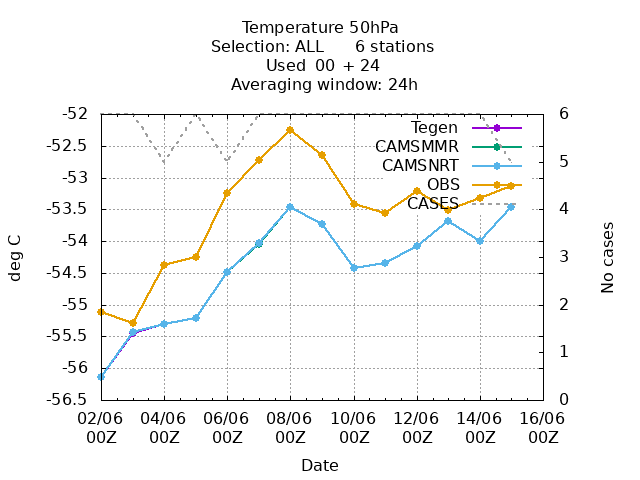 Temperature 50hPa
Selection: ALL 6 stations
Used 00 + 24
Averaging window: 24h
-52
-52.5
-53
-53.5
-54
-54.5
-55
-55.5
-56
-56.5
deg C
6
5
4
3
2
1
0
No cases
Tegen
CAMSMMR
CAMSNRT
OBS
CASES
02/06 04/06 06/06 08/06 10/06 12/06 14/06 16/06
00Z 00Z 00Z 00Z 00Z 00Z 00Z 00Z
Date